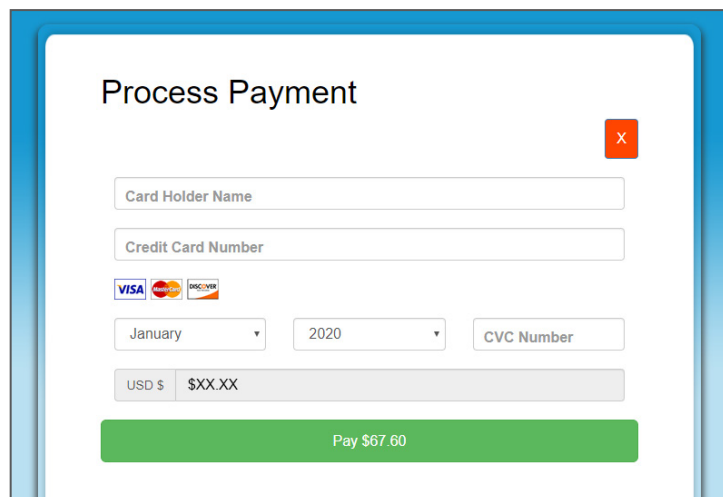 Process Payment
X
Card Holder Name
Credit Card Number
VISA MasterCard DISCOVER
January 2020 CVC Number
USD $ $XX.XX
Pay $67.60